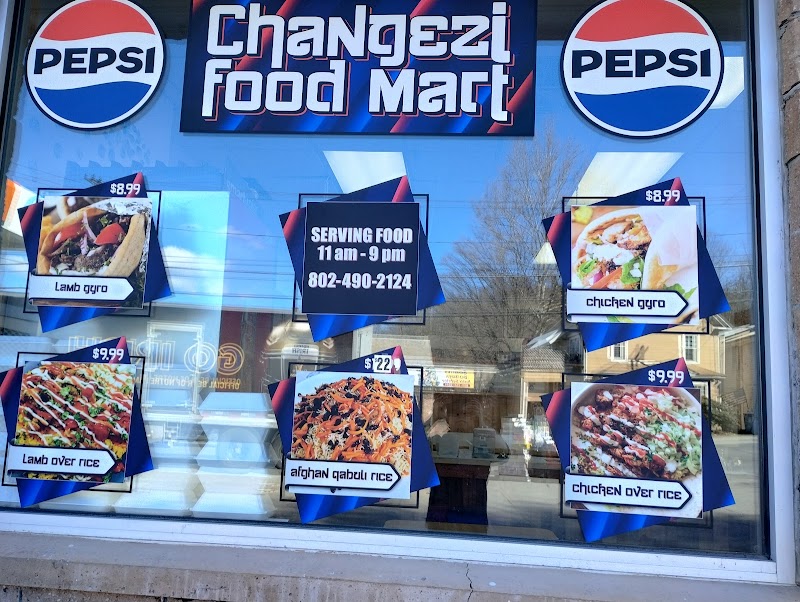 PEPSI
Changezi
Food Mart
PEPSI
$8.99
Lamb gyro
SERVING FOOD
11 am - 9 pm
802-490-2124
$8.99
chicken gyro
$9.99
Lamb over rice
$22
afghan qabuli rice
$9.99
chicken over rice